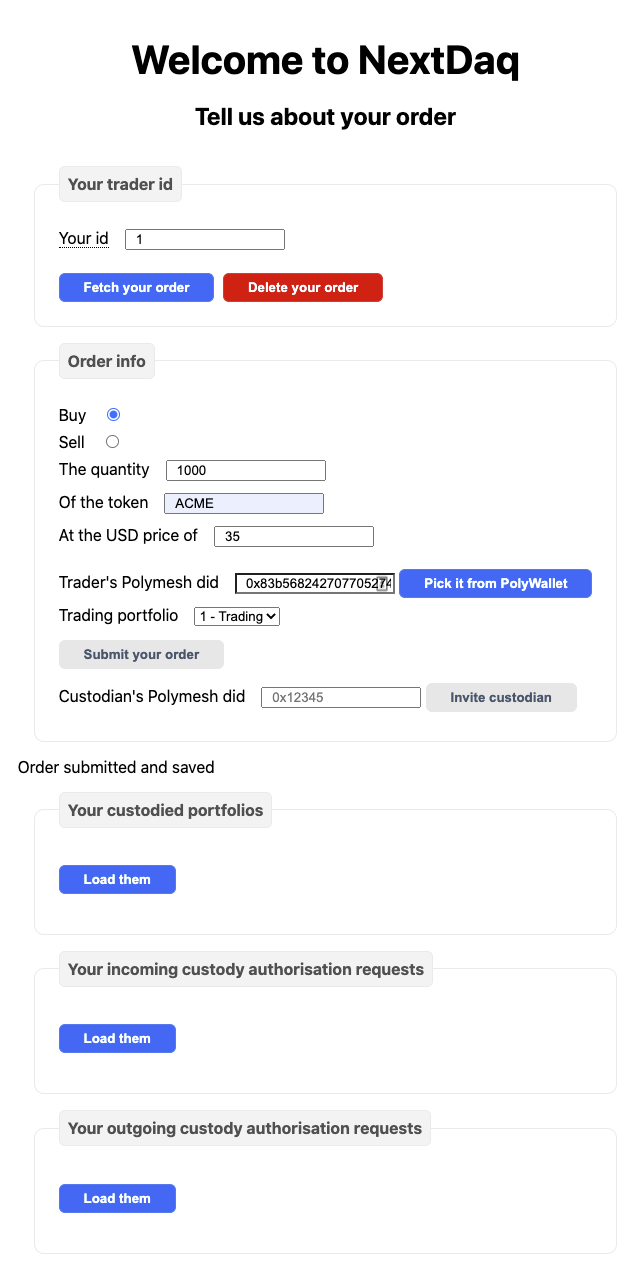 Welcome to NextDaq
Tell us about your order
Your trader id
Your id 1
Fetch your order Delete your order
Order info
Buy
Sell
The quantity 1000
Of the token ACME
At the USD price of 35
Trader's Polymesh did 0x83b568242707705274 Pick it from PolyWallet
Trading portfolio 1 - Trading
Submit your order
Custodian's Polymesh did 0x12345 Invite custodian
Order submitted and saved
Your custodied portfolios
Load them
Your incoming custody authorisation requests
Load them
Your outgoing custody authorisation requests
Load them